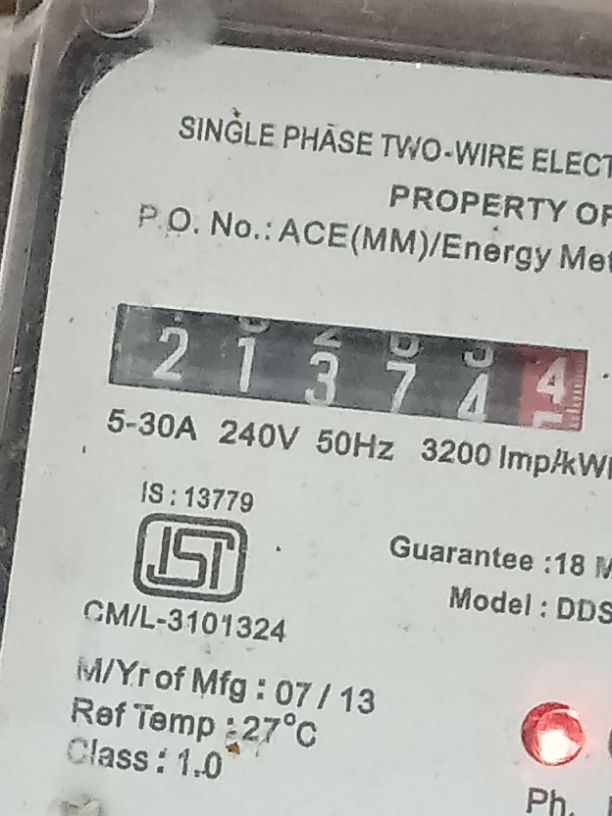 SINGLE PHASE TWO-WIRE ELECT
PROPERTY OF
P.O. No.: ACE(MM)/Energy Met
2 1 3 7 4 4
5-30A 240V 50Hz 3200 Imp/kWh
IS : 13779
ISI
CM/L-3101324
Guarantee :18 M
Model : DDS
M/Yr of Mfg : 07 / 13
Ref Temp : 27°C
Class : 1.0
Ph.